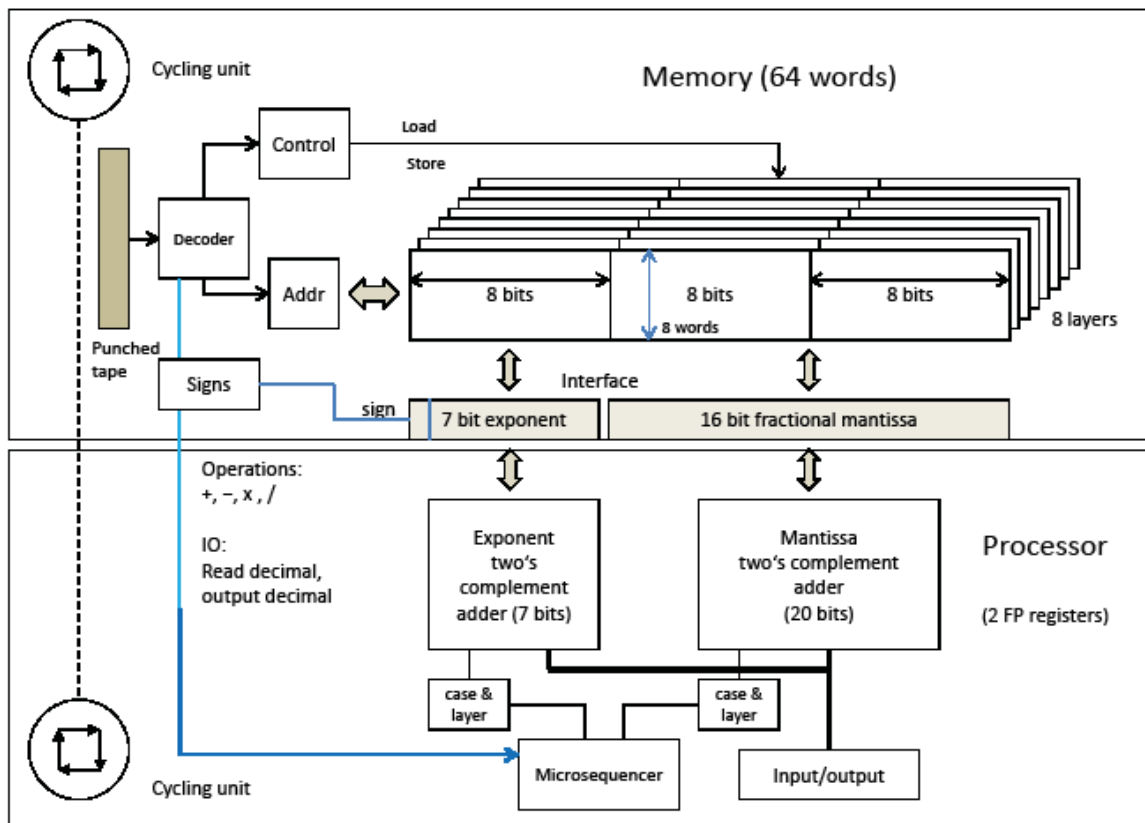 Cycling unit
Memory (64 words)
Control
Load
Store
Decoder
Addr
8 bits
8 bits
8 bits
8 words
8 layers
Punched
tape
Signs
Interface
sign
7 bit exponent
16 bit fractional mantissa
Operations:
+, −, x , /
IO:
Read decimal,
output decimal
Exponent
two‘s
complement
adder (7 bits)
Mantissa
two‘s complement
adder
(20 bits)
Processor
(2 FP registers)
case &
layer
case &
layer
Microsequencer
Input/output
Cycling unit